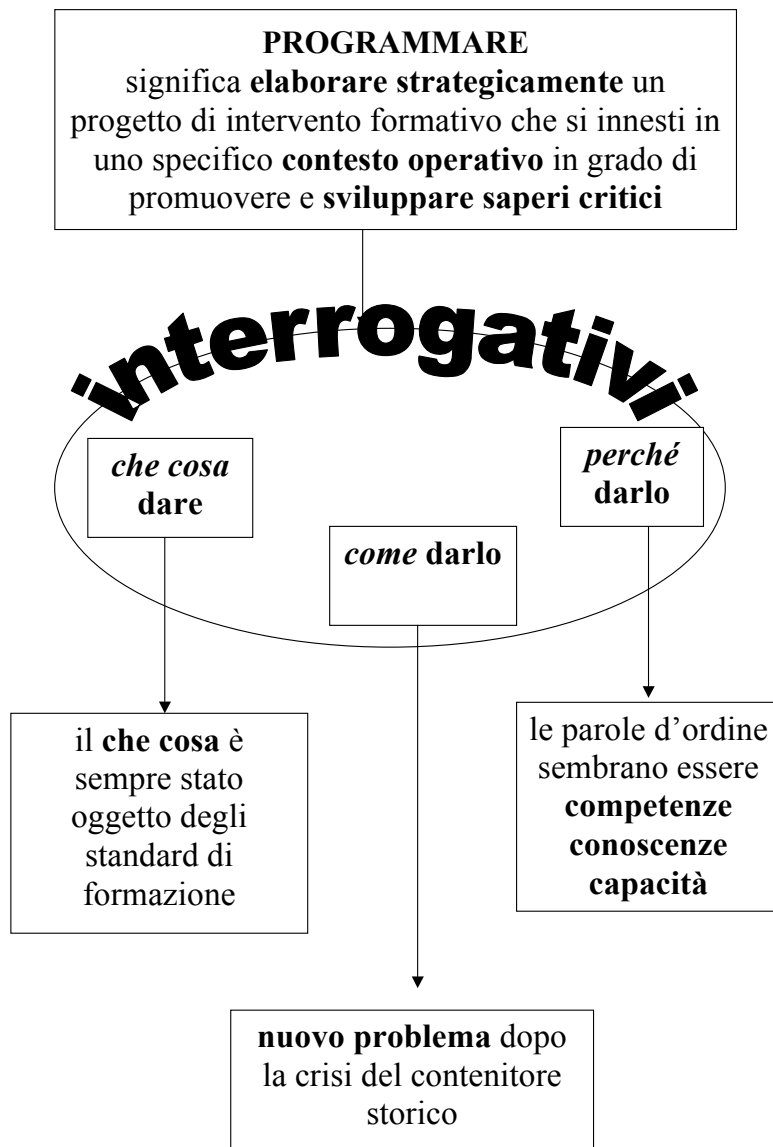 PROGRAMMARE
significa elaborare strategicamente un
progetto di intervento formativo che si innesti in
uno specifico contesto operativo in grado di
promuovere e sviluppare saperi critici
interrogativi
che cosa
dare
come darlo
perché
darlo
il che cosa è
sempre stato
oggetto degli
standard di
formazione
le parole d’ordine
sembrano essere
competenze
conoscenze
capacità
nuovo problema dopo
la crisi del contenitore
storico